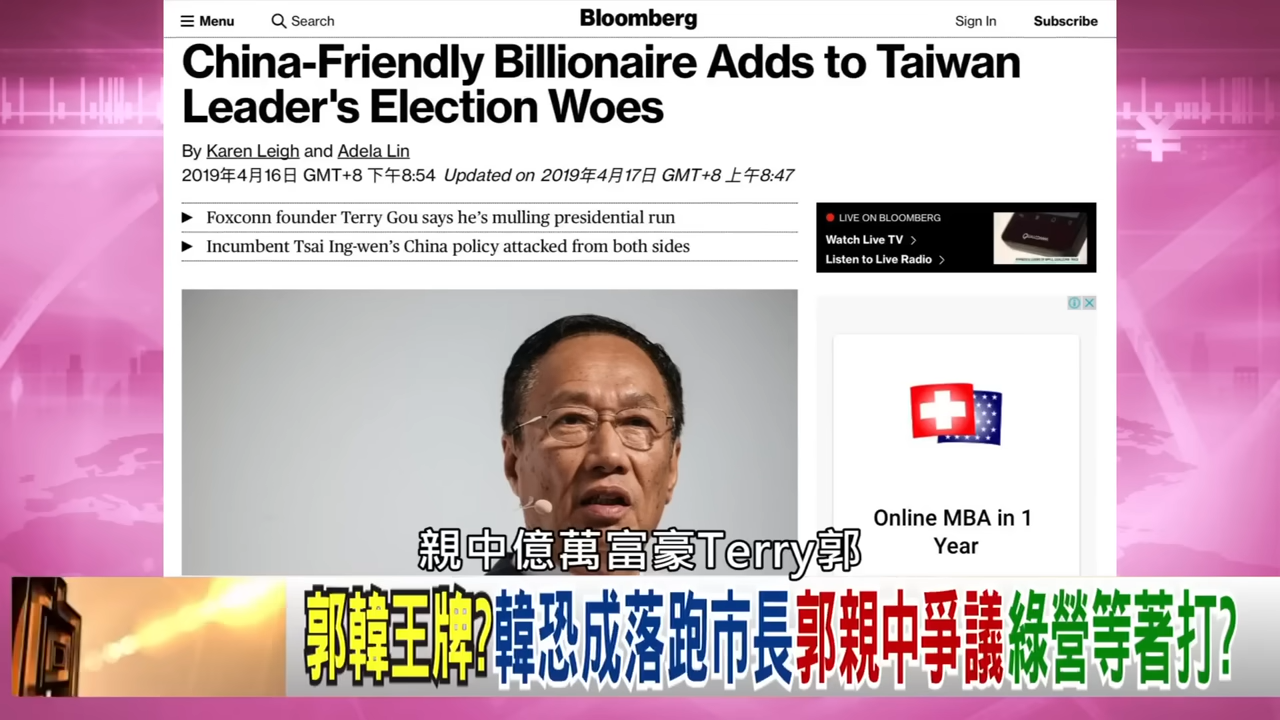 Menu
Search
Bloomberg
Sign In
Subscribe
China-Friendly Billionaire Adds to Taiwan
Leader's Election Woes
By Karen Leigh and Adela Lin
2019年4月16日 GMT+8 下午8:54 Updated on 2019年4月17日 GMT+8 上午8:47
Foxconn founder Terry Gou says he's mulling presidential run
Incumbent Tsai Ing-wen's China policy attacked from both sides
LIVE ON BLOOMBERG
Watch Live TV
Listen to Live Radio
QUALCOMM
Online MBA in 1
Year
親中億萬富豪Terry郭
郭韓王牌?韓恐成落跑市長郭親中爭議綠營等著打?